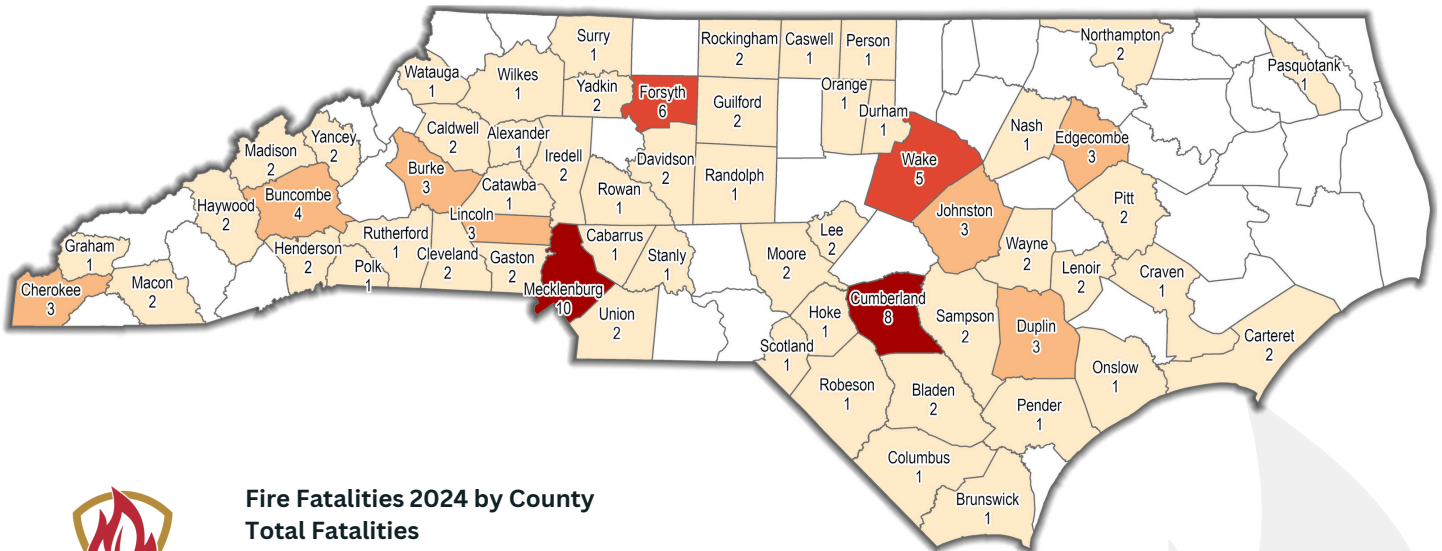 Surry
1
Rockingham
2
Caswell
1
Person
1
Northampton
2
Pasquotank
1
Watauga
1
Wilkes
1
Yadkin
2
Forsyth
6
Guilford
2
Orange
1
Durham
1
Nash
1
Edgecombe
3
Madison
2
Yancey
2
Caldwell
2
Alexander
1
Iredell
2
Davidson
2
Randolph
1
Wake
5
Burke
3
Catawba
1
Rowan
1
Buncombe
4
Haywood
2
Lincoln
3
Johnston
3
Pitt
2
Graham
1
Henderson
2
Rutherford
1
Polk
1
Cleveland
2
Gaston
2
Cabarrus
1
Stanly
1
Moore
2
Lee
2
Wayne
2
Lenoir
2
Craven
1
Cherokee
3
Macon
2
Mecklenburg
10
Union
2
Hoke
1
Cumberland
8
Sampson
2
Duplin
3
Carteret
2
Scotland
1
Robeson
1
Bladen
2
Onslow
1
Pender
1
Columbus
1
Brunswick
1
Fire Fatalities 2024 by County
Total Fatalities